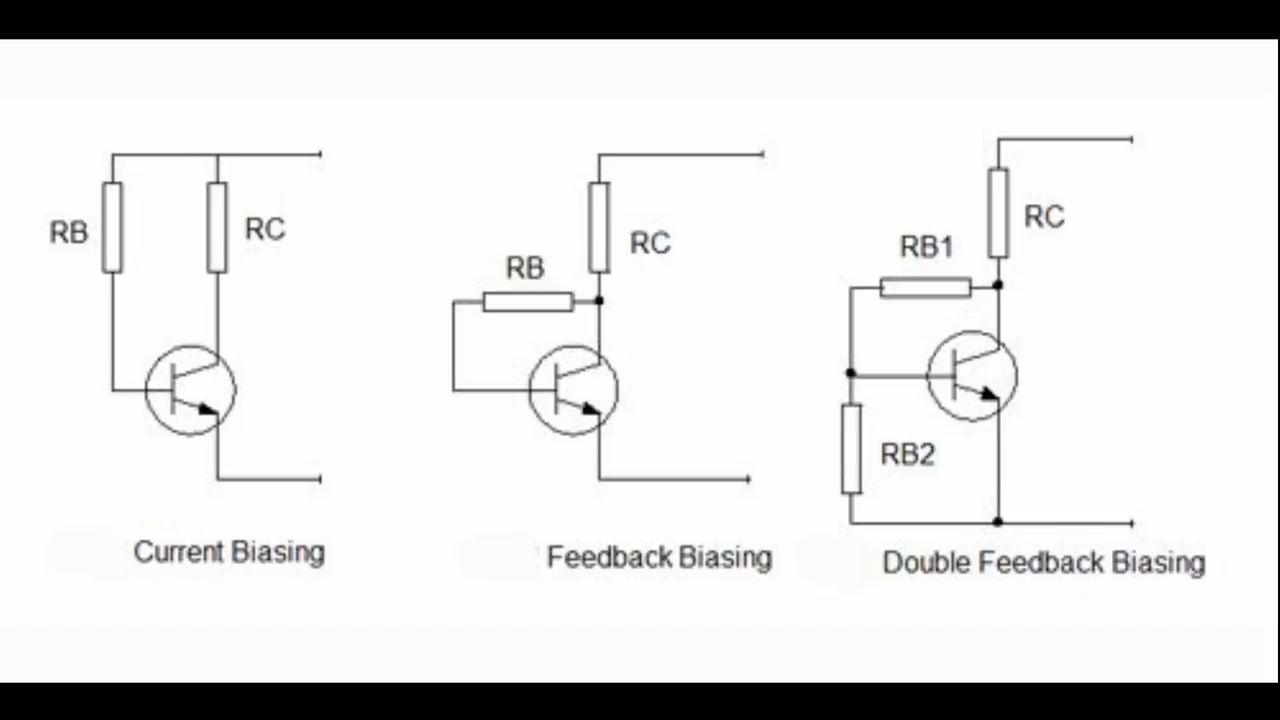 RB
RC
Current Biasing
RB
RC
Feedback Biasing
RB1
RC
RB2
Double Feedback Biasing